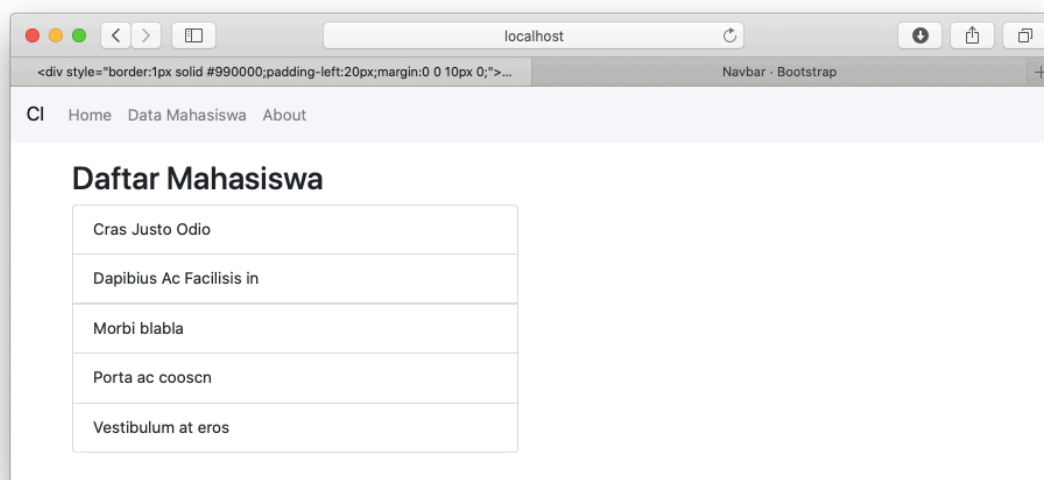 localhost
<div style="border:1px solid #990000;padding-left:20px;margin:0 0 10px 0;">...
Navbar · Bootstrap
CI Home Data Mahasiswa About
Daftar Mahasiswa
Cras Justo Odio
Dapibius Ac Facilisis in
Morbi blabla
Porta ac cooscn
Vestibulum at eros